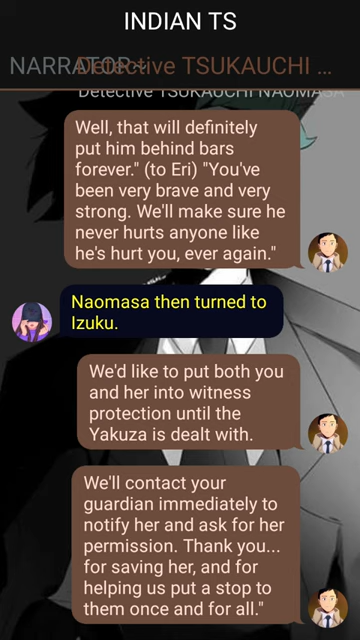 INDIAN TS
NARRATOR
Detective TSUKAUCHI ...
Detective TSUKAUCHI NAOMASA
Well, that will definitely
put him behind bars
forever." (to Eri) "You've
been very brave and very
strong. We'll make sure he
never hurts anyone like
he's hurt you, ever again."
Naomasa then turned to
Izuku.
We'd like to put both you
and her into witness
protection until the
Yakuza is dealt with.
We'll contact your
guardian immediately to
notify her and ask for her
permission. Thank you...
for saving her, and for
helping us put a stop to
them once and for all."